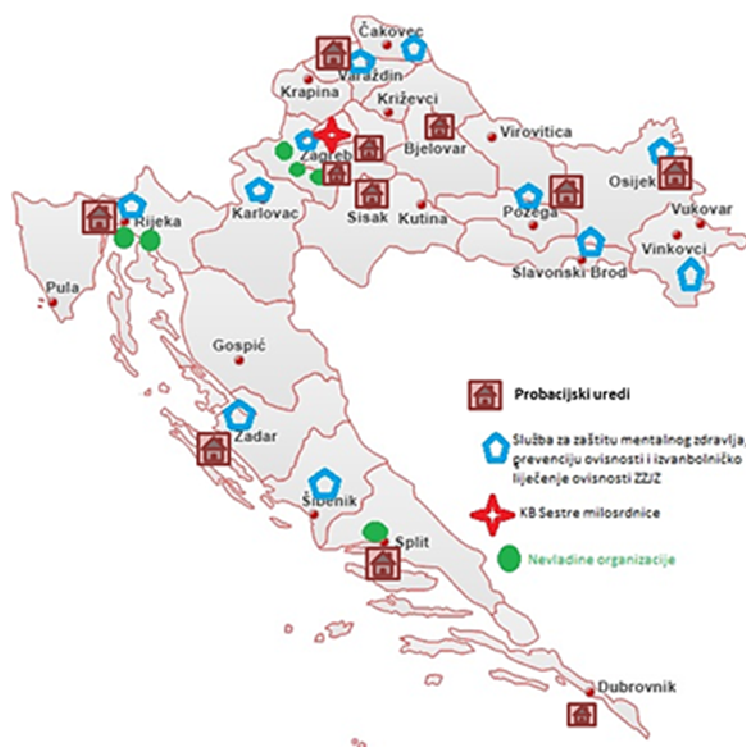 Čakovec
Varaždin
Krapina
Križevci
Virovitica
Zagreb
Bjelovar
Osijek
Karlovac
Sisak
Kutina
Požega
Vukovar
Rijeka
Vinkovci
Slavonski Brod
Pula
Gospić
Zadar
Šibenik
Split
Dubrovnik
Probacijski uredi
Služba za zaštitu mentalnog zdravlja,
prevenciju ovisnosti i izvanbolničko
liječenje ovisnosti ZZJZ
KB Sestre milosrdnice
Nevladine organizacije